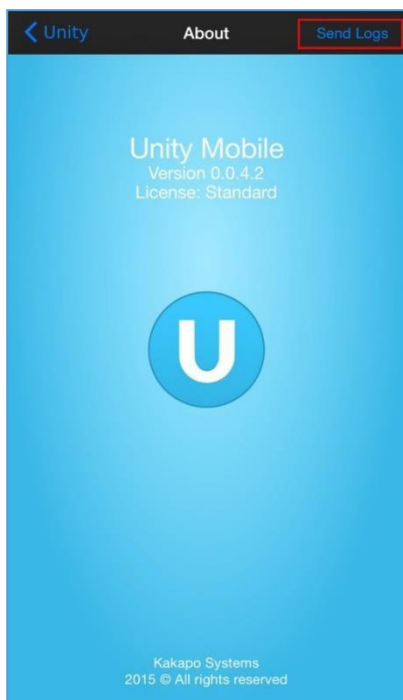 Unity
About
Send Logs
Unity Mobile
Version 0.0.4.2
License: Standard
U
Kakapo Systems
2015 © All rights reserved